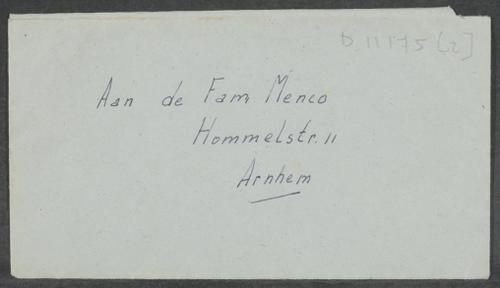 D 11175 [2]
Aan de Fam Menco
Hommelstr. 11
Arnhem